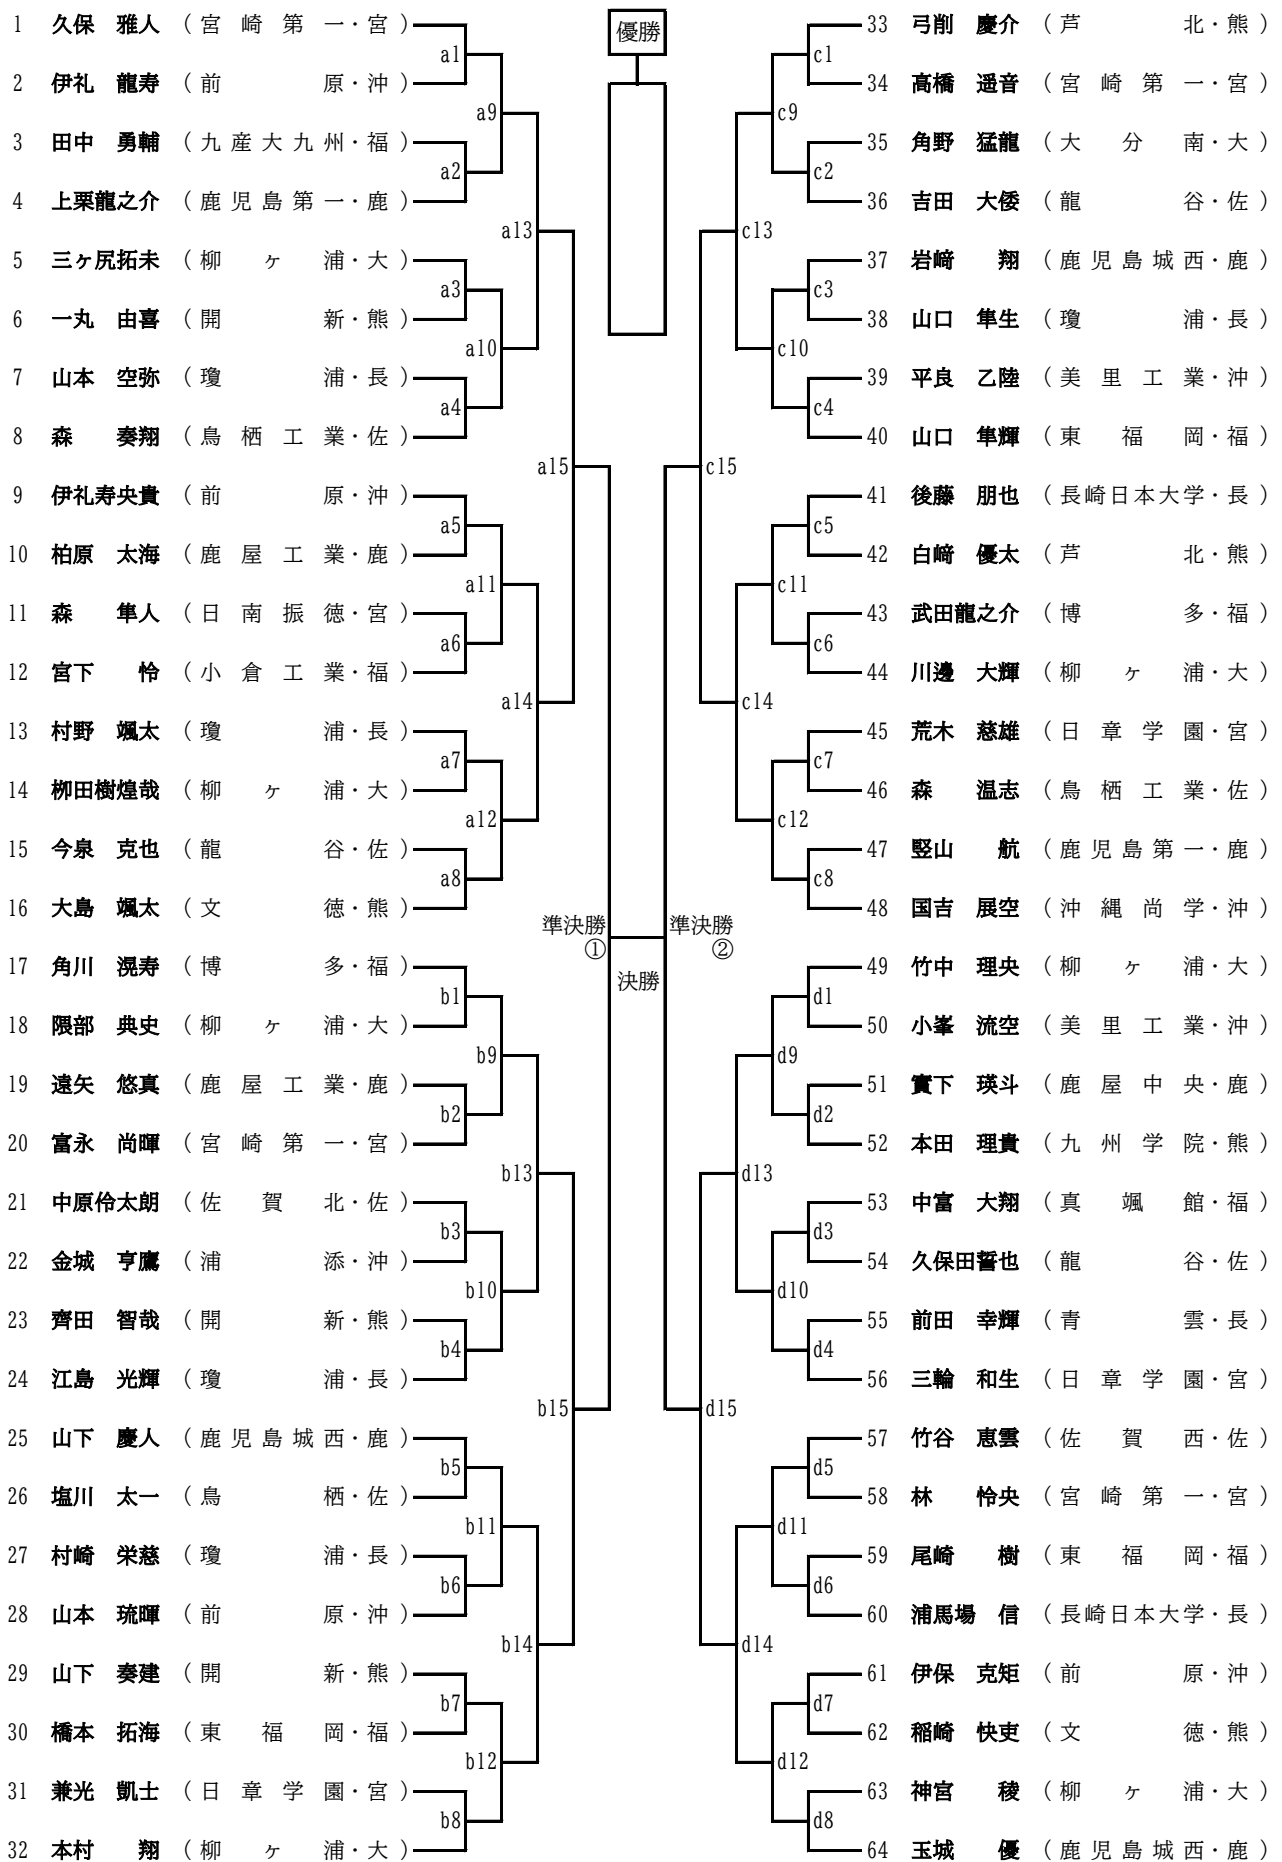 優勝
1 久保 雅人 (宮崎第一・宮)
a1
2 伊礼 龍寿 (前原・沖)
a9
3 田中 勇輔 (九産大九州・福)
a2
4 上栗龍之介 (鹿児島第一・鹿)
a13
5 三ヶ尻拓未 (柳ヶ浦・大)
a3
6 一丸 由喜 (開新・熊)
a10
7 山本 空弥 (瓊浦・長)
a4
8 森 奏翔 (鳥栖工業・佐)
a15
9 伊礼寿央貴 (前原・沖)
a5
10 柏原 太海 (鹿屋工業・鹿)
a11
11 森 隼人 (日南振徳・宮)
a6
12 宮下 怜 (小倉工業・福)
a14
13 村野 颯太 (瓊浦・長)
a7
14 栁田樹煌哉 (柳ヶ浦・大)
a12
15 今泉 克也 (龍谷・佐)
a8
16 大島 颯太 (文徳・熊)
準決勝
①
17 角川 滉寿 (博多・福)
b1
18 隈部 典史 (柳ヶ浦・大)
b9
19 遠矢 悠真 (鹿屋工業・鹿)
b2
20 富永 尚暉 (宮崎第一・宮)
b13
21 中原伶太朗 (佐賀北・佐)
b3
22 金城 亨鷹 (浦添・沖)
b10
23 齊田 智哉 (開新・熊)
b4
24 江島 光輝 (瓊浦・長)
b15
25 山下 慶人 (鹿児島城西・鹿)
b5
26 塩川 太一 (鳥栖・佐)
b11
27 村崎 栄慈 (瓊浦・長)
b6
28 山本 琉暉 (前原・沖)
b14
29 山下 奏建 (開新・熊)
b7
30 橋本 拓海 (東福岡・福)
b12
31 兼光 凱士 (日章学園・宮)
b8
32 本村 翔 (柳ヶ浦・大)
決勝
33 弓削 慶介 (芦北・熊)
c1
34 高橋 遥音 (宮崎第一・宮)
c9
35 角野 猛龍 (大分南・大)
c2
36 吉田 大倭 (龍谷・佐)
c13
37 岩﨑 翔 (鹿児島城西・鹿)
c3
38 山口 隼生 (瓊浦・長)
c10
39 平良 乙陸 (美里工業・沖)
c4
40 山口 隼輝 (東福岡・福)
c15
41 後藤 朋也 (長崎日本大学・長)
c5
42 白﨑 優太 (芦北・熊)
c11
43 武田龍之介 (博多・福)
c6
44 川邊 大輝 (柳ヶ浦・大)
c14
45 荒木 慈雄 (日章学園・宮)
c7
46 森 温志 (鳥栖工業・佐)
c12
47 竪山 航 (鹿児島第一・鹿)
c8
48 国吉 展空 (沖縄尚学・沖)
準決勝
②
49 竹中 理央 (柳ヶ浦・大)
d1
50 小峯 流空 (美里工業・沖)
d9
51 實下 瑛斗 (鹿屋中央・鹿)
d2
52 本田 理貴 (九州学院・熊)
d13
53 中富 大翔 (真颯館・福)
d3
54 久保田誓也 (龍谷・佐)
d10
55 前田 幸輝 (青雲・長)
d4
56 三輪 和生 (日章学園・宮)
d15
57 竹谷 恵雲 (佐賀西・佐)
d5
58 林 怜央 (宮崎第一・宮)
d11
59 尾崎 樹 (東福岡・福)
d6
60 浦馬場 信 (長崎日本大学・長)
d14
61 伊保 克矩 (前原・沖)
d7
62 稲崎 快吏 (文徳・熊)
d12
63 神宮 稜 (柳ヶ浦・大)
d8
64 玉城 優 (鹿児島城西・鹿)